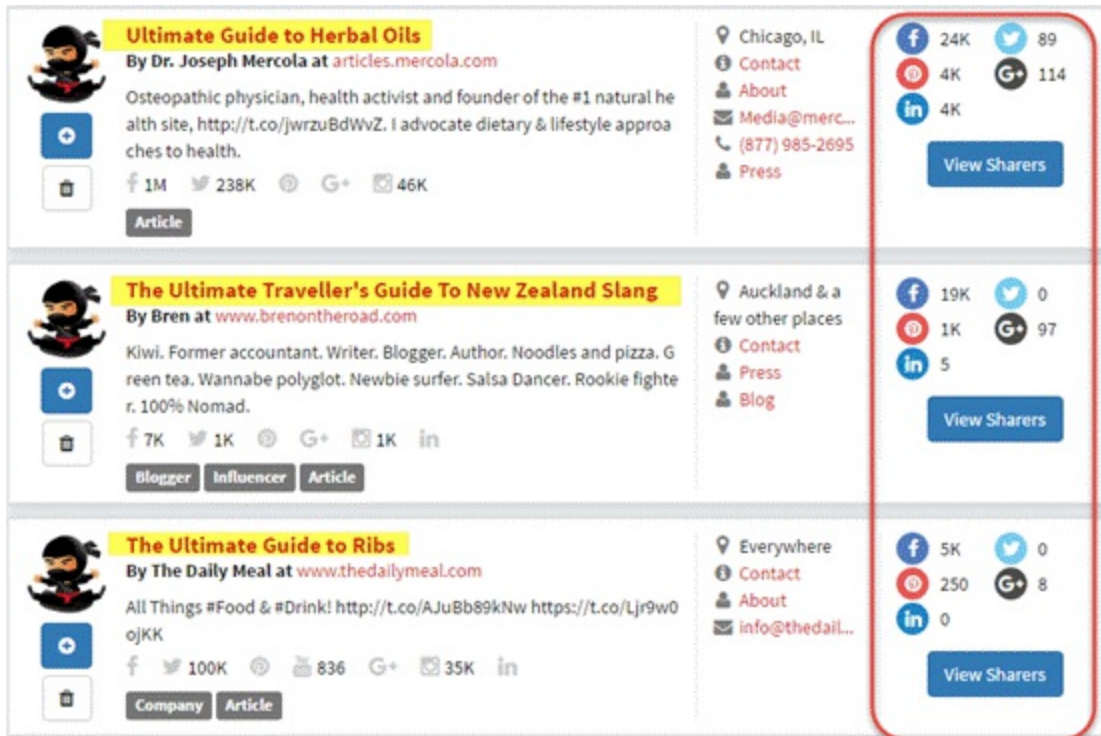 Ultimate Guide to Herbal Oils
By Dr. Joseph Mercola at articles.mercola.com
Osteopathic physician, health activist and founder of the #1 natural he
alth site, http://t.co/jwrzuBdWvZ. I advocate dietary & lifestyle approa
ches to health.
1M 238K G+ 46K
Article
Chicago, IL
Contact
About
Media@merc...
(877) 985-2695
Press
f 24K 89
4K G+ 114
in 4K
View Sharers
The Ultimate Traveller's Guide To New Zealand Slang
By Bren at www.brenontheroad.com
Kiwi. Former accountant. Writer. Blogger. Author. Noodles and pizza. G
reen tea. Wannabe polyglot. Newbie surfer. Salsa Dancer. Rookie fighte
r. 100% Nomad.
f 7K 1K G+ 1K in
Blogger Influencer Article
Auckland & a
few other places
Contact
Press
Blog
f 19K 0
1K G+ 97
in 5
View Sharers
The Ultimate Guide to Ribs
By The Daily Meal at www.thedailymeal.com
All Things #Food & #Drink! http://t.co/AJuBb89kNw https://t.co/Ljr9w0
ojKK
f 100K 836 G+ 35K in
Company Article
Everywhere
Contact
About
info@thedail...
f 5K 0
250 G+ 8
in 0
View Sharers